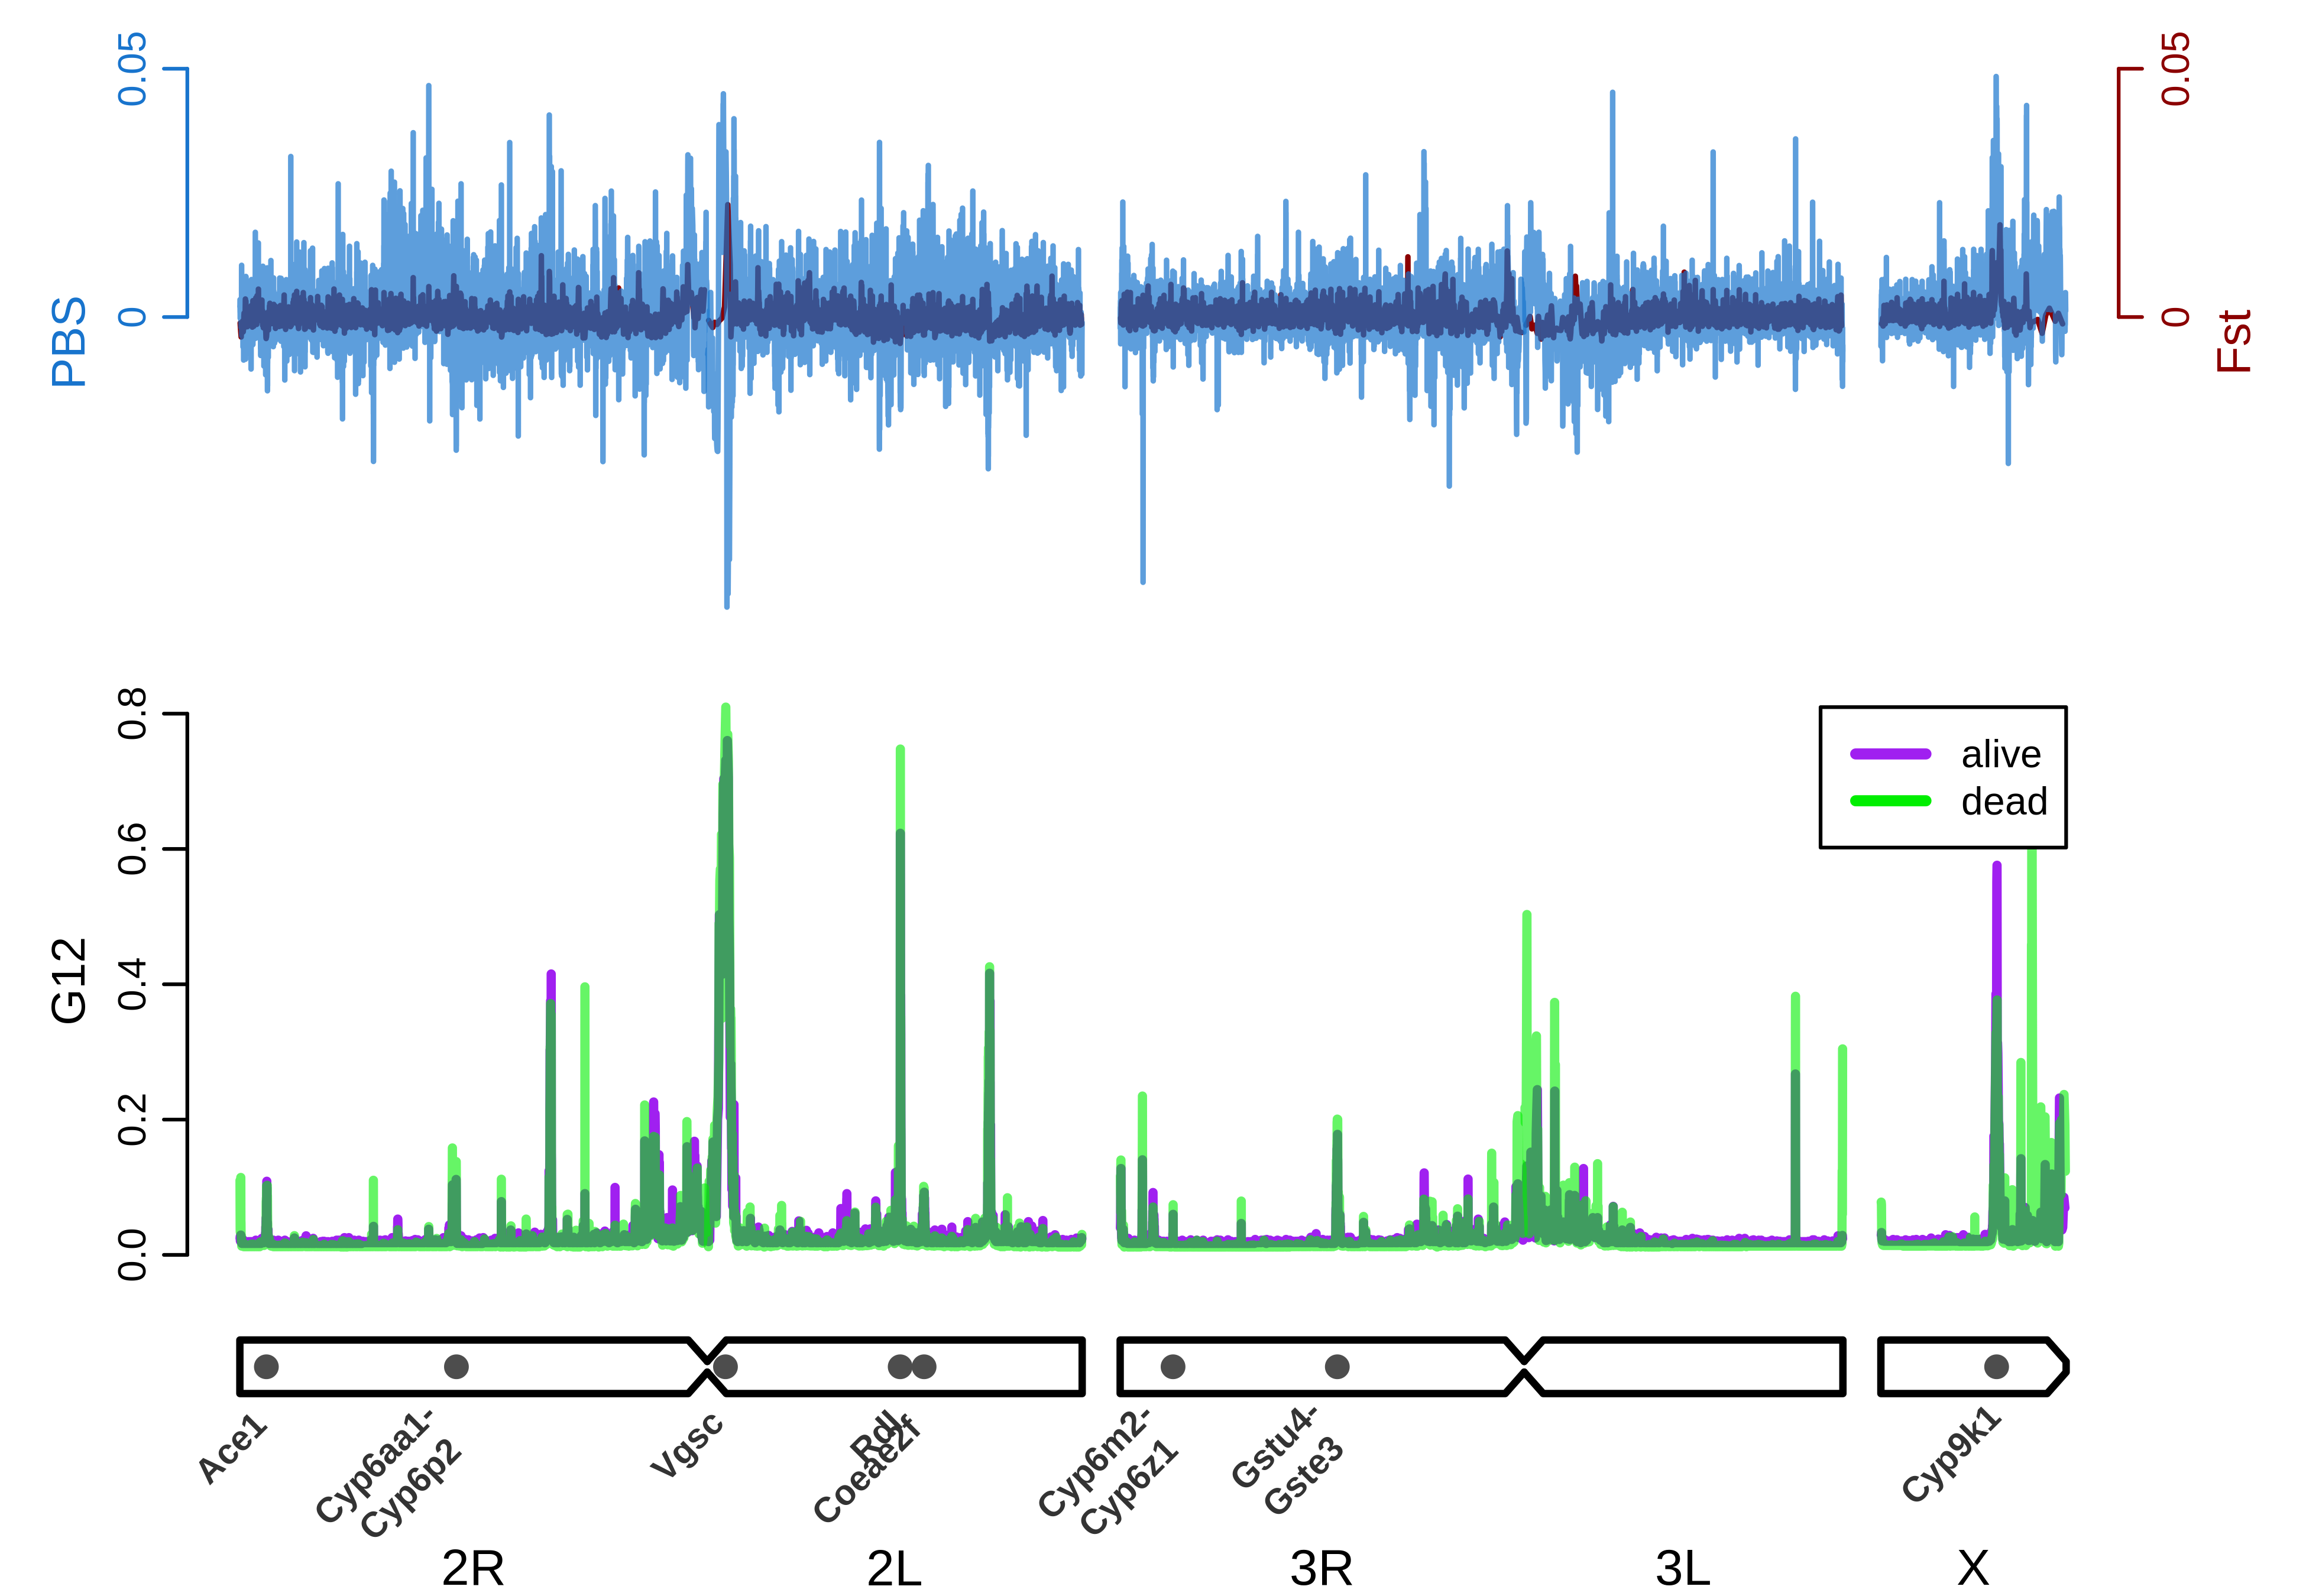 0.05
0
PBS
0.05
0
Fst
0.8
0.6
0.4
0.2
0.0
G12
alive
dead
Ace1
Cyp6aa1-
Cyp6p2
Vgsc
Rdl
Coeae2f
Cyp6m2-
Cyp6z1
Gstu4-
Gste3
Cyp9k1
2R
2L
3R
3L
X